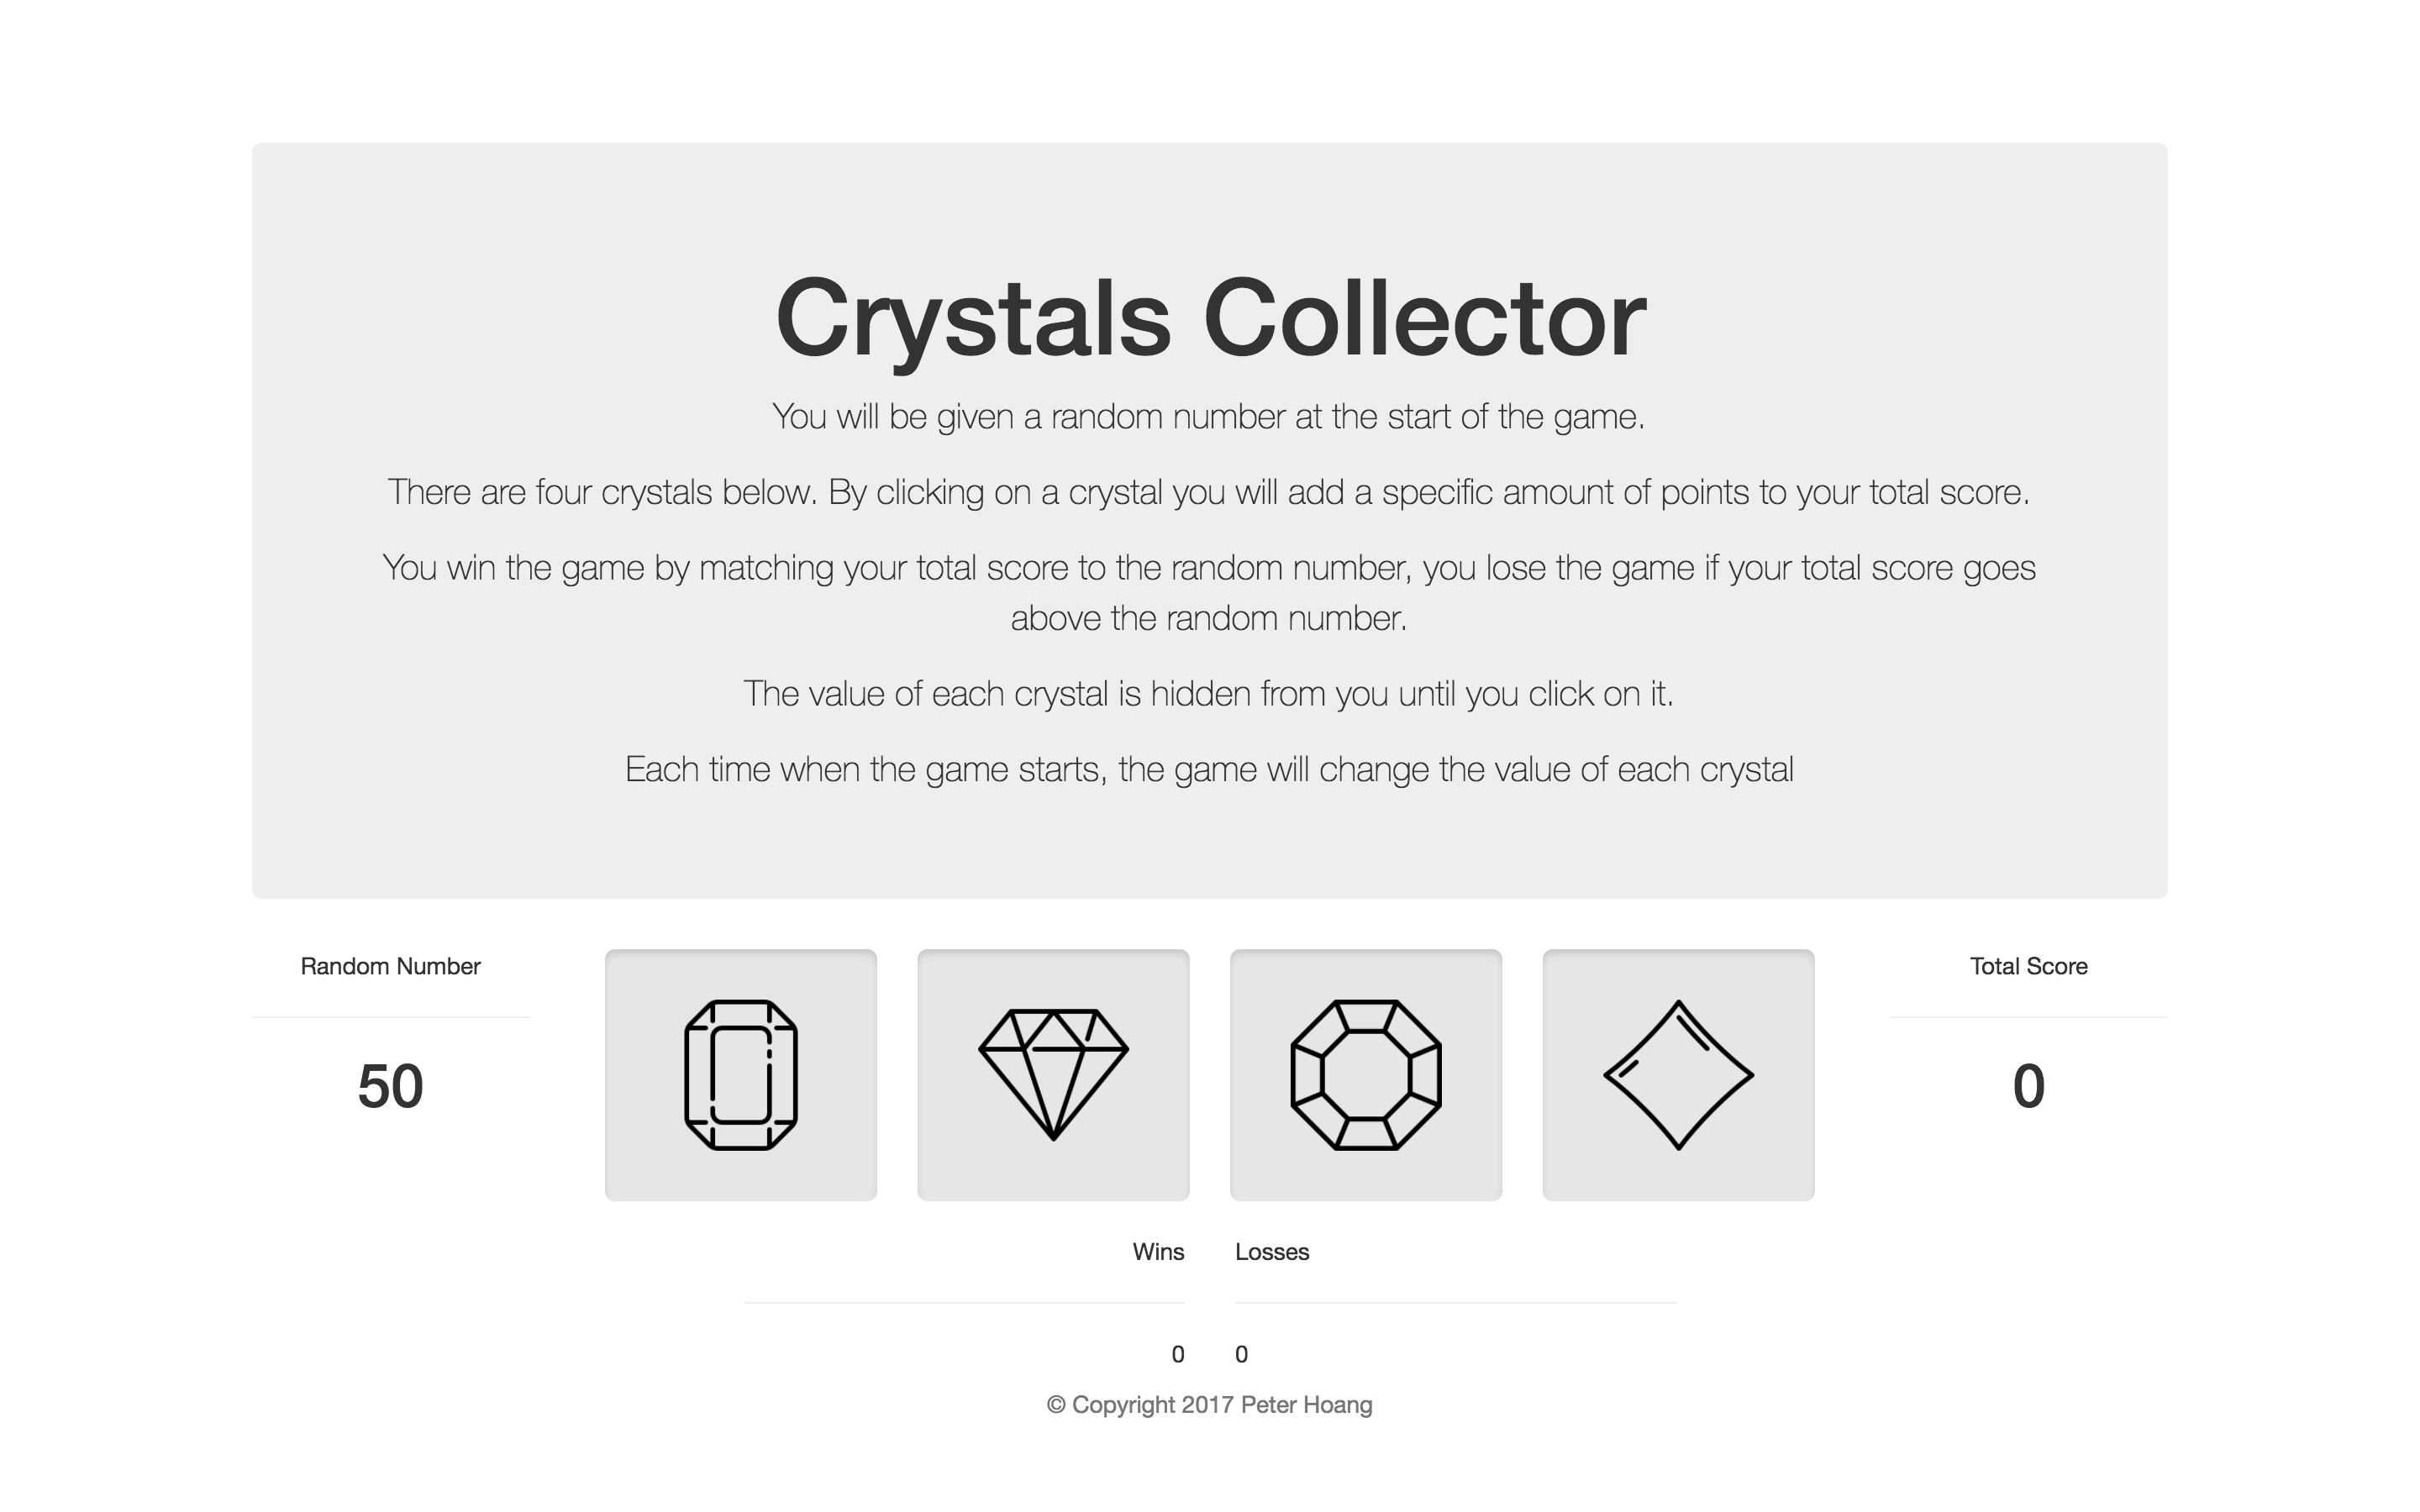 Crystals Collector
You will be given a random number at the start of the game.
There are four crystals below. By clicking on a crystal you will add a specific amount of points to your total score.
You win the game by matching your total score to the random number, you lose the game if your total score goes
above the random number.
The value of each crystal is hidden from you until you click on it.
Each time when the game starts, the game will change the value of each crystal
Random Number
50
Total Score
0
Wins
0
Losses
0
© Copyright 2017 Peter Hoang